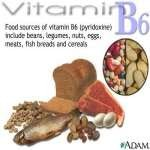 Vitamin B6
Food sources of vitamin B6 (pyridoxine)
include beans, legumes, nuts, eggs,
meats, fish breads and cereals
ADAM.